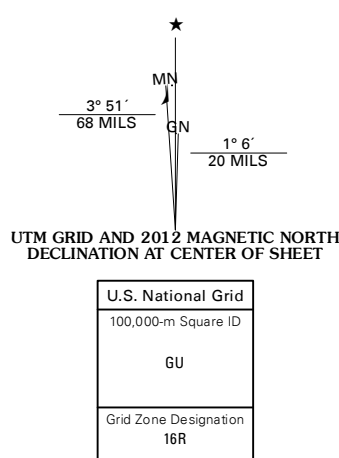 ★
MN
3° 51´
68 MILS
GN
1° 6´
20 MILS
UTM GRID AND 2012 MAGNETIC NORTH
DECLINATION AT CENTER OF SHEET
U.S. National Grid
100,000-m Square ID
GU
Grid Zone Designation
16R